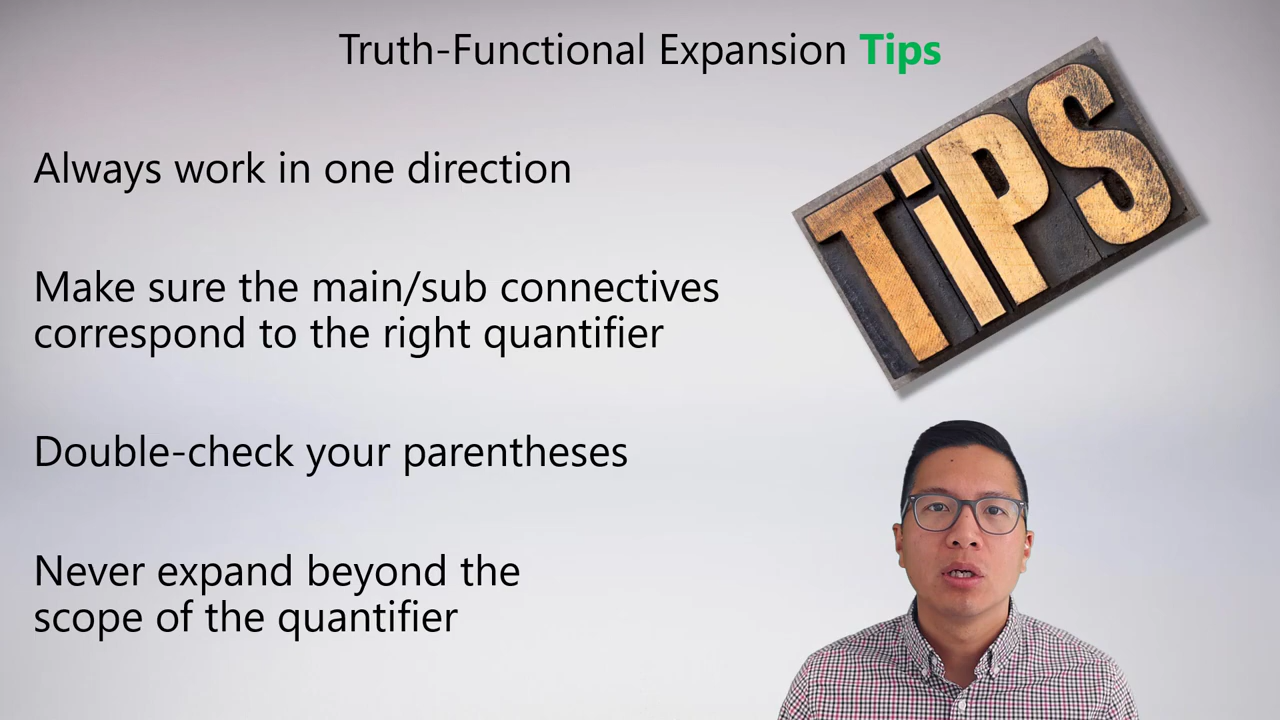 Truth-Functional Expansion Tips
TiPS
Always work in one direction
Make sure the main/sub connectives
correspond to the right quantifier
Double-check your parentheses
Never expand beyond the
scope of the quantifier